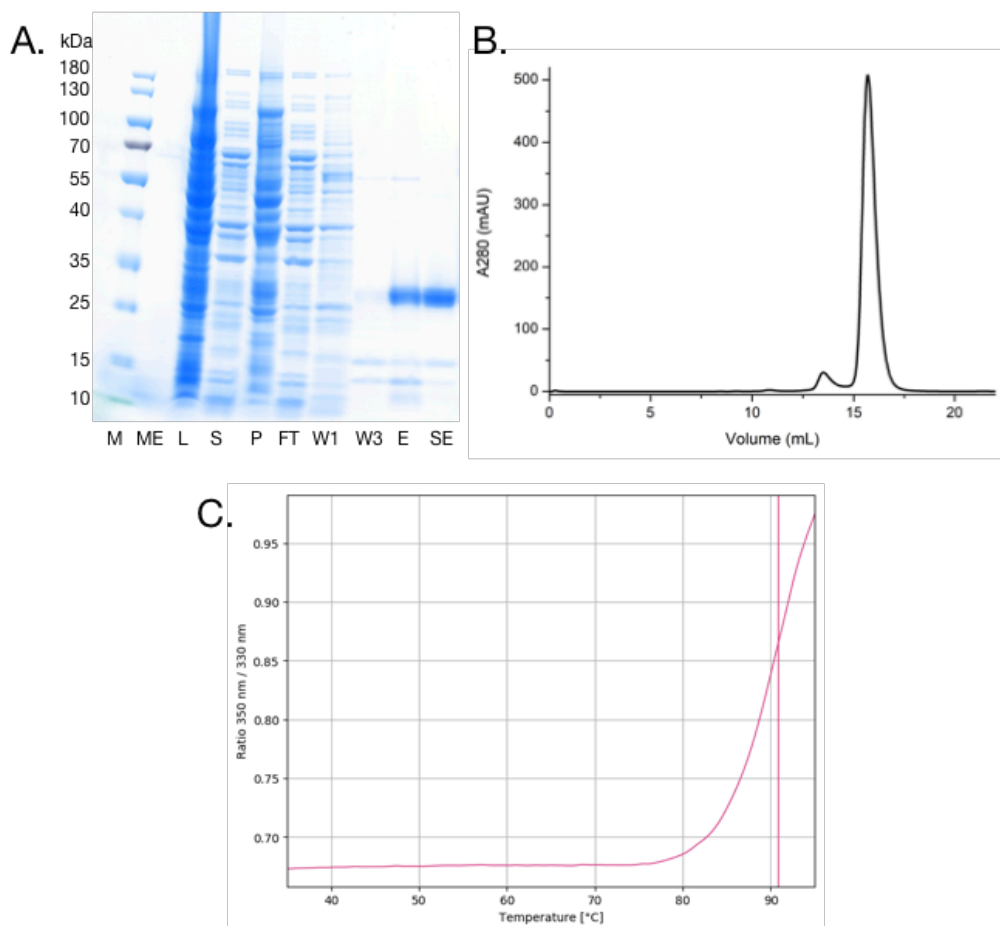 A.
kDa
180
130
100
70
55
40
35
25
15
10
M ME L S P FT W1 W3 E SE
B.
500
400
300
200
100
0
A280 (mAU)
0 5 10 15 20
Volume (mL)
C.
0.95
0.90
0.85
0.80
0.75
0.70
Ratio 350 nm / 330 nm
40 50 60 70 80 90
Temperature [°C]